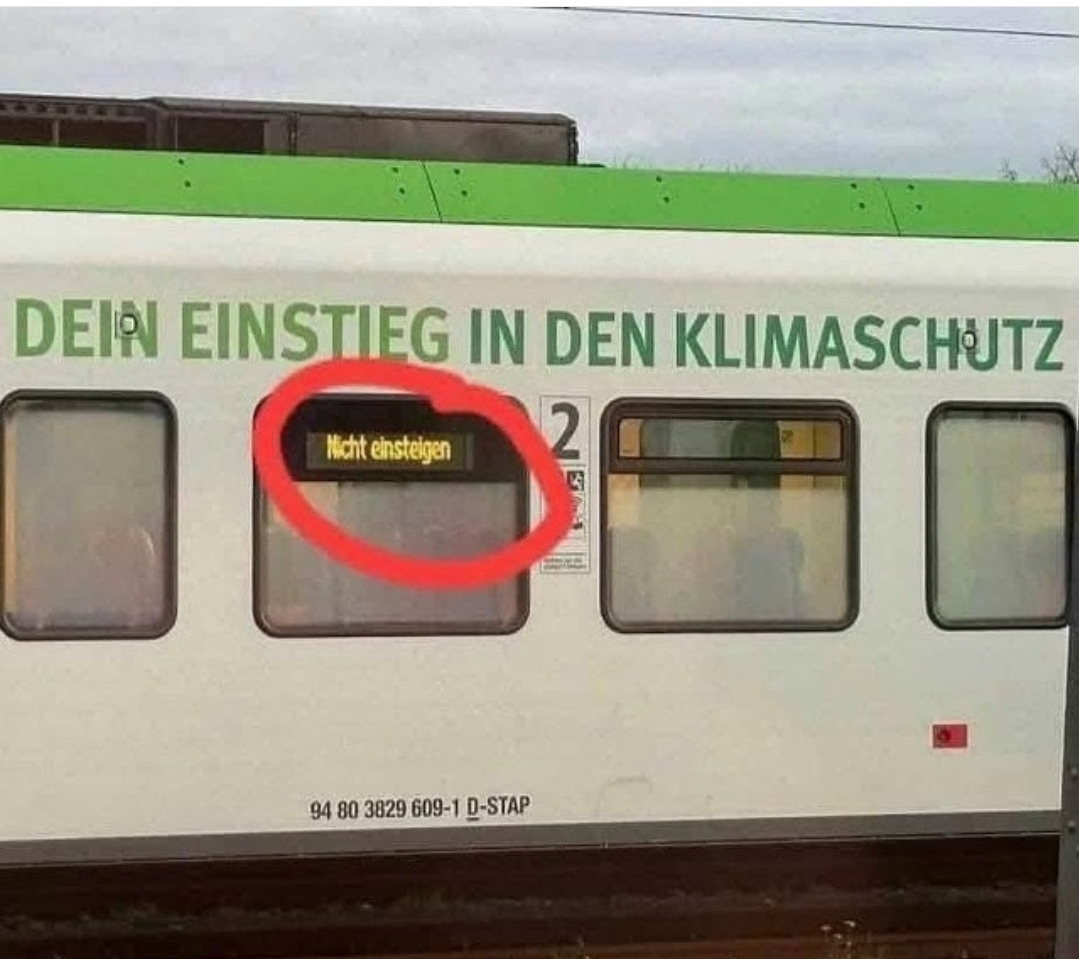 DEIN EINSTIEG IN DEN KLIMASCHUTZ
Nicht einsteigen
2
94 80 3829 609-1 D-STAP